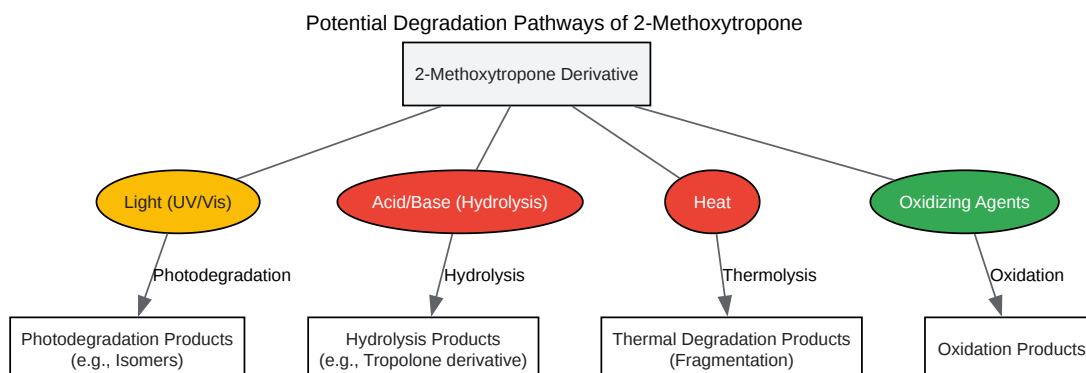 Potential Degradation Pathways of 2-Methoxytropone
2-Methoxytropone Derivative
Light (UV/Vis)
Acid/Base (Hydrolysis)
Heat
Oxidizing Agents
Photodegradation
Hydrolysis
Thermolysis
Oxidation
Photodegradation Products
(e.g., Isomers)
Hydrolysis Products
(e.g., Tropolone derivative)
Thermal Degradation Products
(Fragmentation)
Oxidation Products